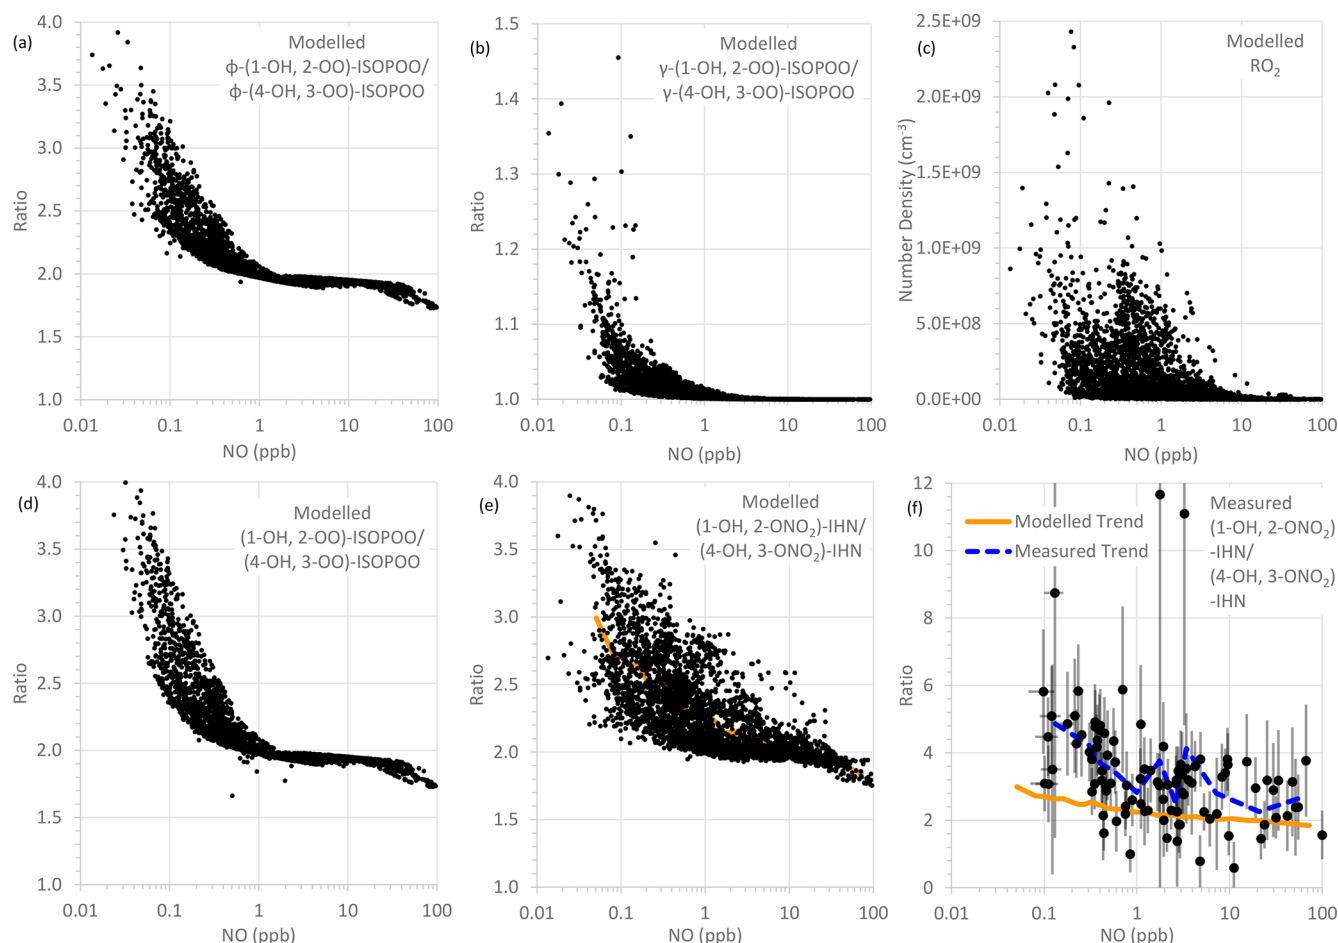 (a)
Modelled
ϕ-(1-OH, 2-OO)-ISOPOO/
ϕ-(4-OH, 3-OO)-ISOPOO
Ratio
4.0
3.5
3.0
2.5
2.0
1.5
1.0
0.01 0.1 1 10 100
NO (ppb)
(b)
Modelled
γ-(1-OH, 2-OO)-ISOPOO/
γ-(4-OH, 3-OO)-ISOPOO
Ratio
1.5
1.4
1.3
1.2
1.1
1.0
0.01 0.1 1 10 100
NO (ppb)
(c)
Modelled
RO₂
Number Density (cm⁻³)
2.5E+09
2.0E+09
1.5E+09
1.0E+09
5.0E+08
0.0E+00
0.01 0.1 1 10 100
NO (ppb)
(d)
Modelled
(1-OH, 2-OO)-ISOPOO/
(4-OH, 3-OO)-ISOPOO
Ratio
4.0
3.5
3.0
2.5
2.0
1.5
1.0
0.01 0.1 1 10 100
NO (ppb)
(e)
Modelled
(1-OH, 2-ONO₂)-IHN/
(4-OH, 3-ONO₂)-IHN
Ratio
4.0
3.5
3.0
2.5
2.0
1.5
1.0
0.01 0.1 1 10 100
NO (ppb)
(f)
Modelled Trend
Measured Trend
Measured
(1-OH, 2-ONO₂)
-IHN/
(4-OH, 3-ONO₂)
-IHN
Ratio
12
10
8
6
4
2
0
0.1 1 10 100
NO (ppb)